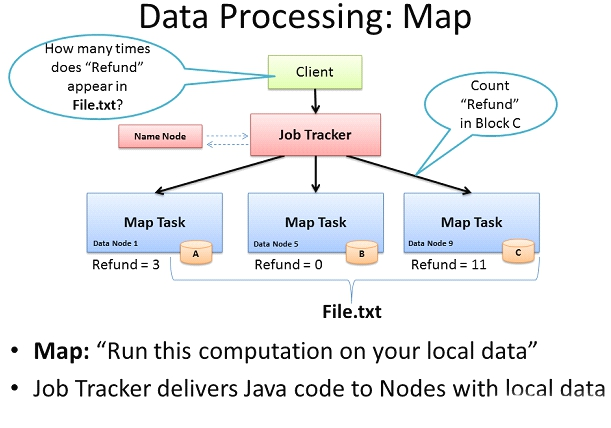 Data Processing: Map
How many times
does “Refund”
appear in
File.txt?
Client
Count
“Refund”
in Block C
Name Node
Job Tracker
Map Task
Data Node 1
A
Map Task
Data Node 5
B
Map Task
Data Node 9
C
Refund = 3
Refund = 0
Refund = 11
File.txt
• Map: “Run this computation on your local data”
• Job Tracker delivers Java code to Nodes with local data